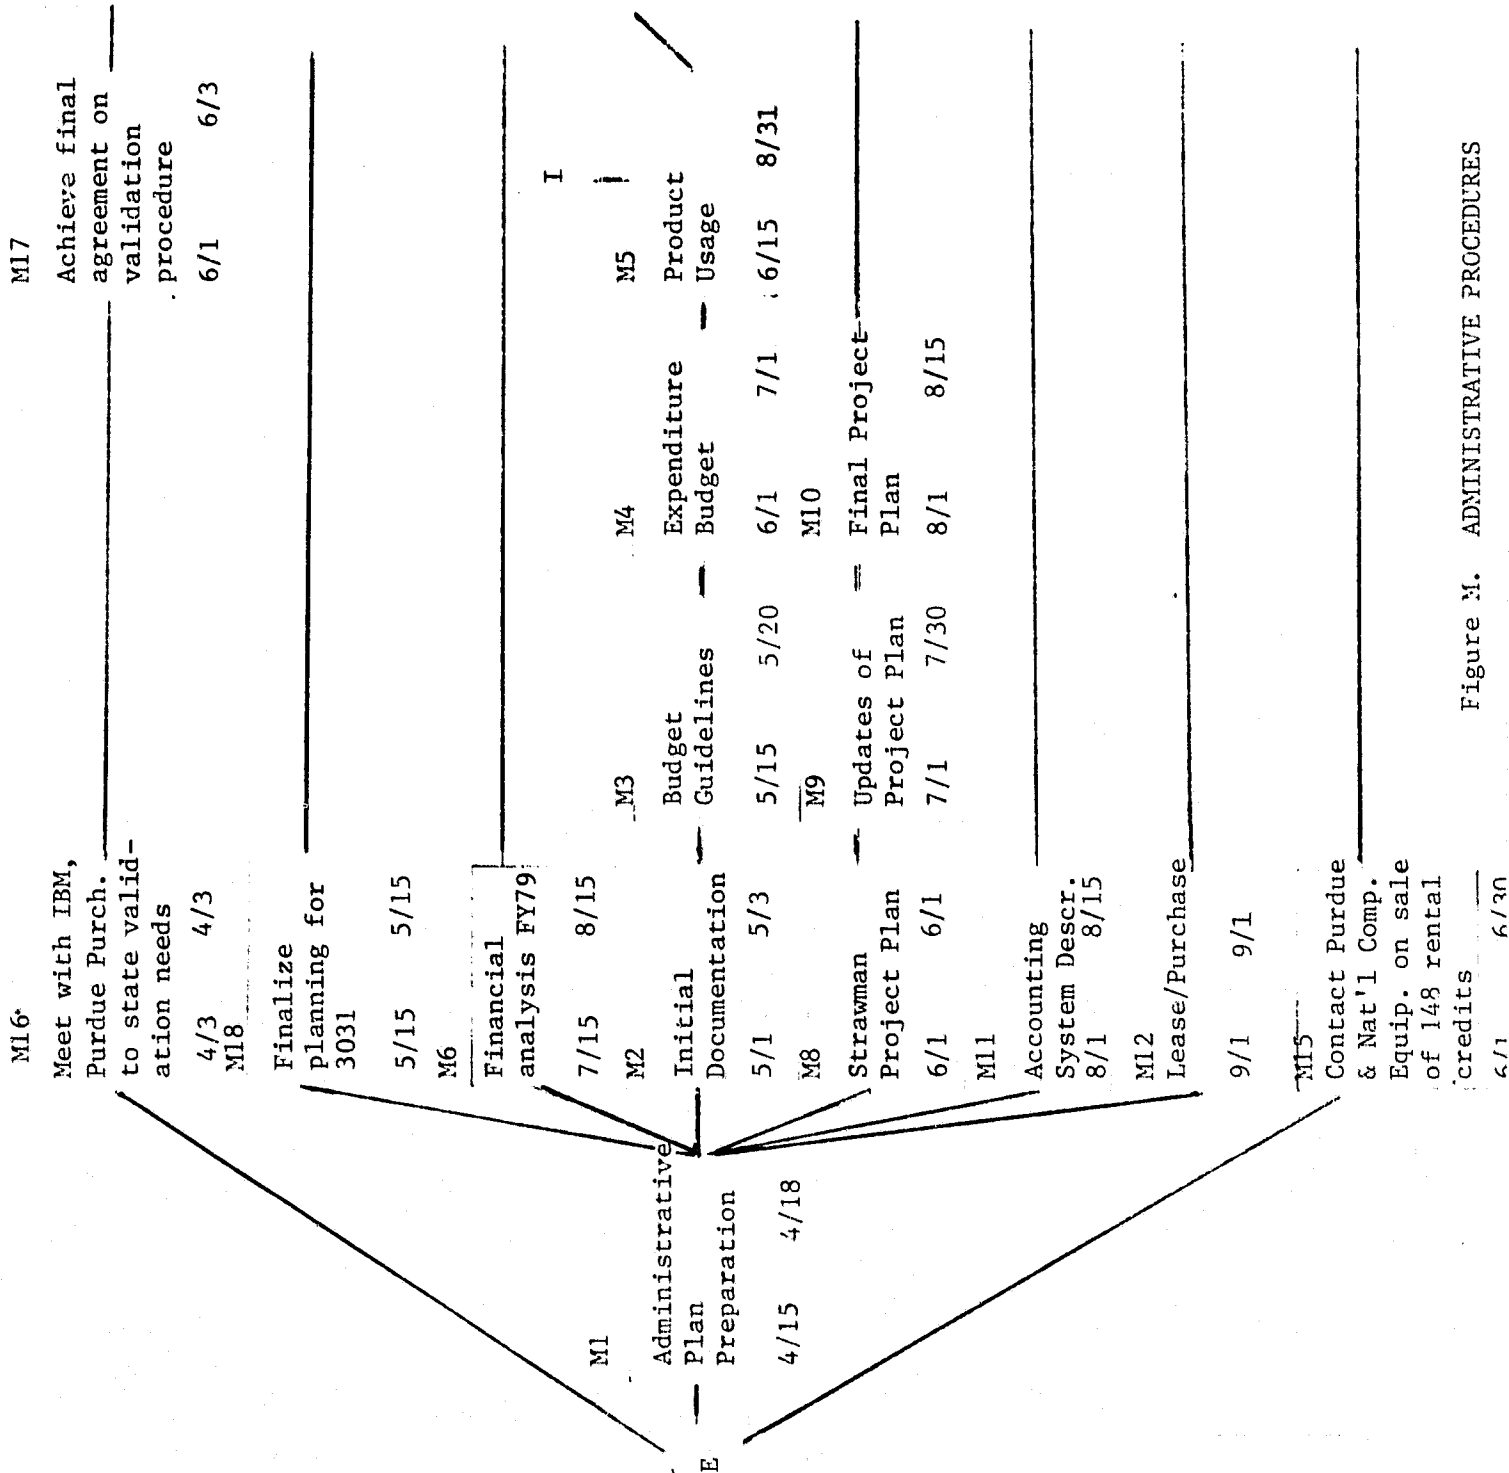 E
M1
Administrative
Plan
Preparation
4/15 4/18
M16
Meet with IBM,
Purdue Purch.
to state valid-
ation needs
4/3 4/3
M17
Achieve final
agreement on
validation
procedure
6/1 6/3
M18
Finalize
planning for
3031
5/15 5/15
M6
Financial
analysis FY79
7/15 8/15
M2
Initial
Documentation
5/1 5/3
M3
Budget
Guidelines
5/15 5/20
M4
Expenditure
Budget
6/1 7/1
I
M5
Product
Usage
6/15 8/31
M8
Strawman
Project Plan
6/1 6/1
M9
Updates of
Project Plan
7/1 7/30
M10
Final Project
Plan
8/1 8/15
M11
Accounting
System Descr.
8/1 8/15
M12
Lease/Purchase
9/1 9/1
M15
Contact Purdue
& Nat'l Comp.
Equip. on sale
of 148 rental
credits
6/1 6/30
Figure M. ADMINISTRATIVE PROCEDURES